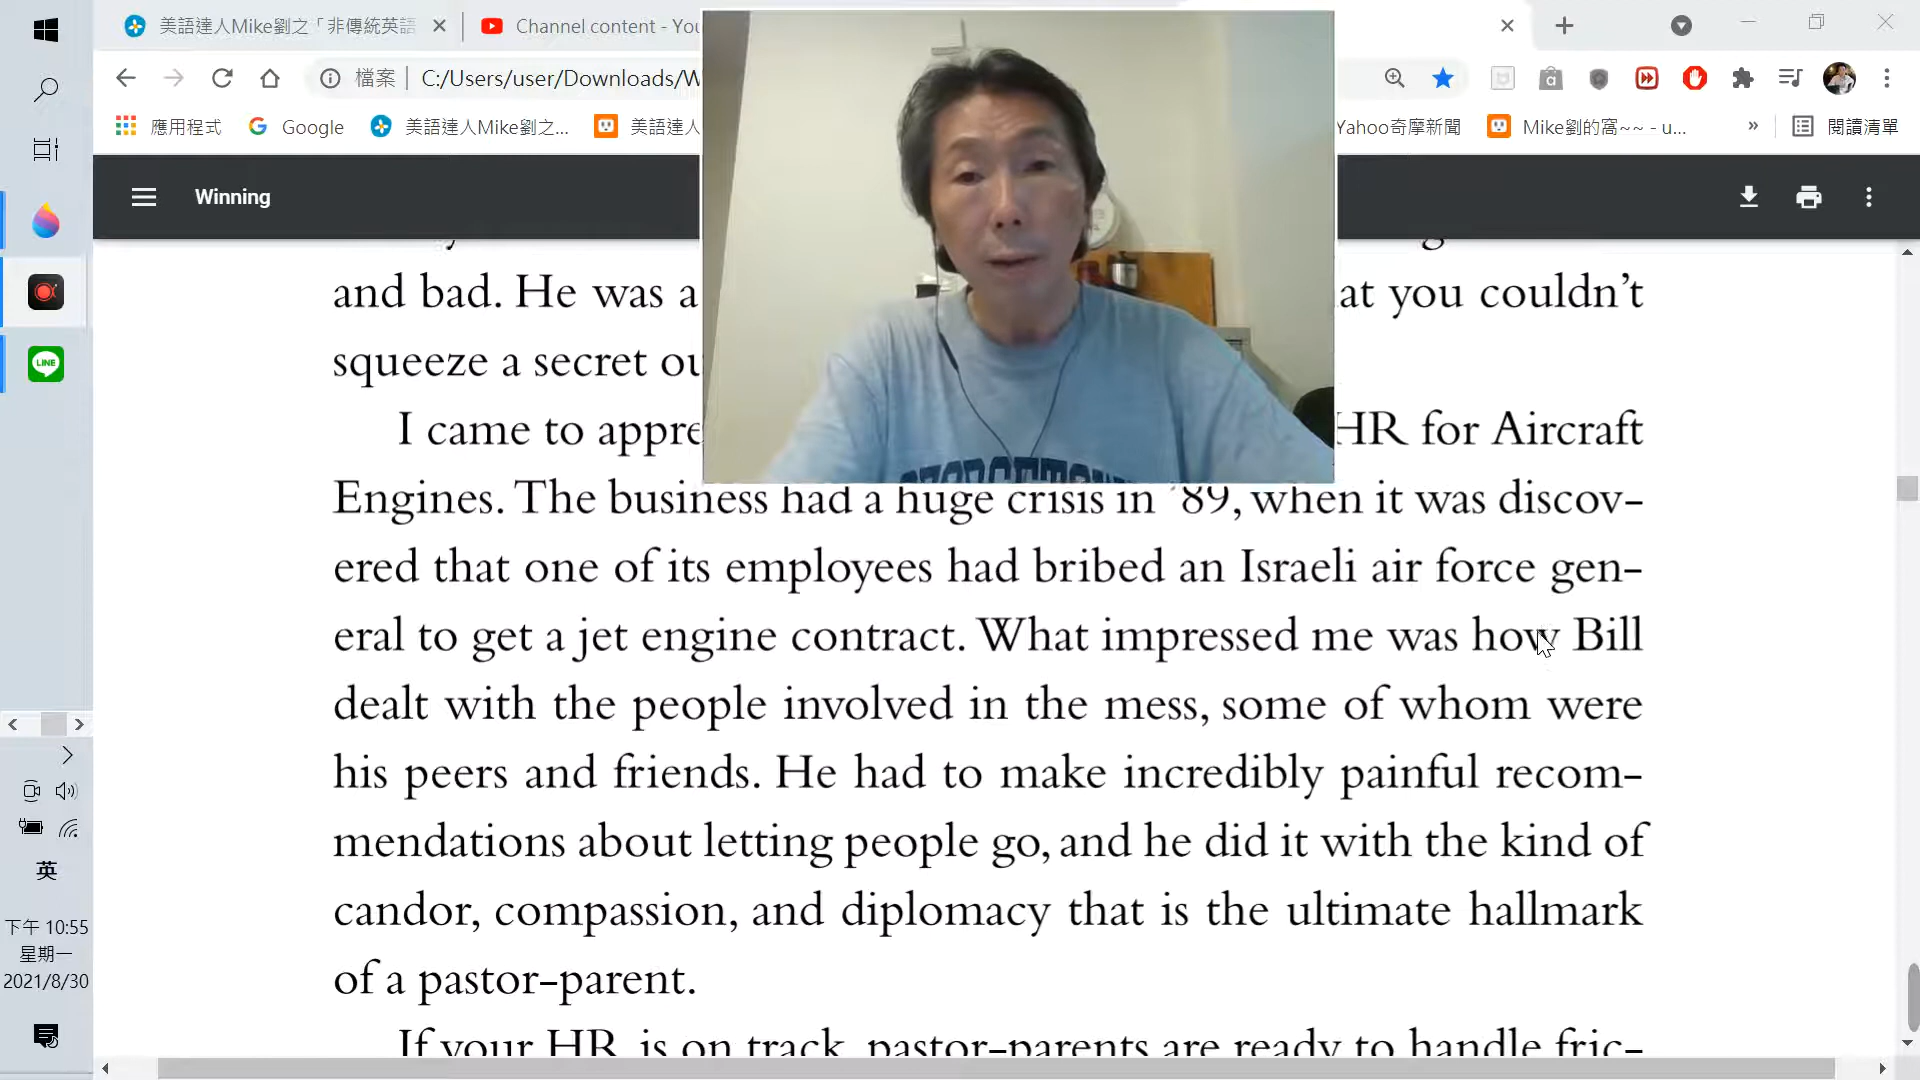 美語達人Mike劉之「非傳統英語
Channel content - You
檔案
C:/Users/user/Downloads/W
應用程式
Google
美語達人Mike劉之...
美語達人
Yahoo奇摩新聞
Mike劉的窩~~ - u...
»
閱讀清單
Winning
and bad. He was a
at you couldn’t
squeeze a secret ou
I came to appre
HR for Aircraft
Engines. The business had a huge crisis in ’89, when it was discov-
ered that one of its employees had bribed an Israeli air force gen-
eral to get a jet engine contract. What impressed me was how Bill
dealt with the people involved in the mess, some of whom were
his peers and friends. He had to make incredibly painful recom-
mendations about letting people go, and he did it with the kind of
candor, compassion, and diplomacy that is the ultimate hallmark
of a pastor-parent.
If your HR is on track, pastor-parents are ready to handle fric-
GEORGETOWN
LINE
英
下午 10:55
星期一
2021/8/30